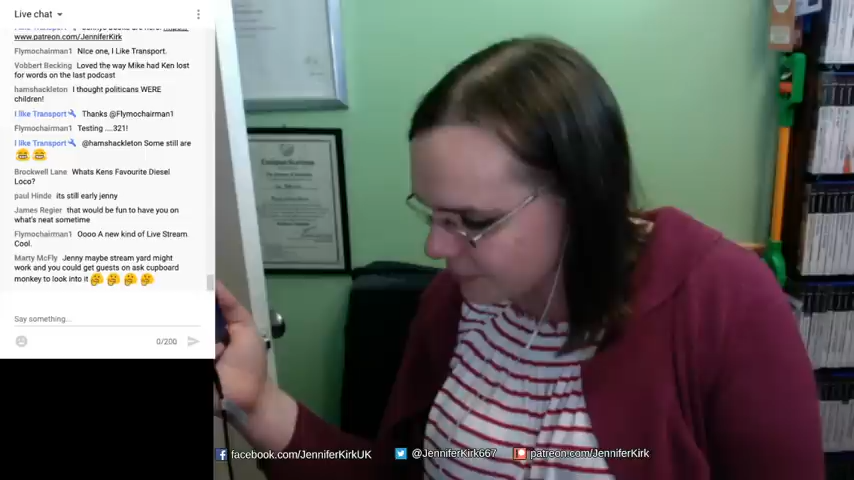 Live chat
www.patreon.com/JenniferKirk
Flymochairman1 NIce one, I Like Transport.
Vobbert Becking Loved the way Mike had Ken lost
for words on the last podcast
hamshackleton I thought politicans WERE
children!
I like Transport Thanks @Flymochairman1
Flymochairman1 Testing ....321!
I like Transport @hamshackleton Some still are
Brockwell Lane Whats Kens Favourite Diesel
Loco?
paul Hinde its still early jenny
James Regier that would be fun to have you on
what's neat sometime
Flymochairman1 Oooo A new kind of Live Stream
Cool.
Marty McFly Jenny maybe stream yard might
work and you could get guests on ask cupboard
monkey to look into it
Say something...
0/200
facebook.com/JenniferKirkUK
@JenniferKirk667
patreon.com/JenniferKirk